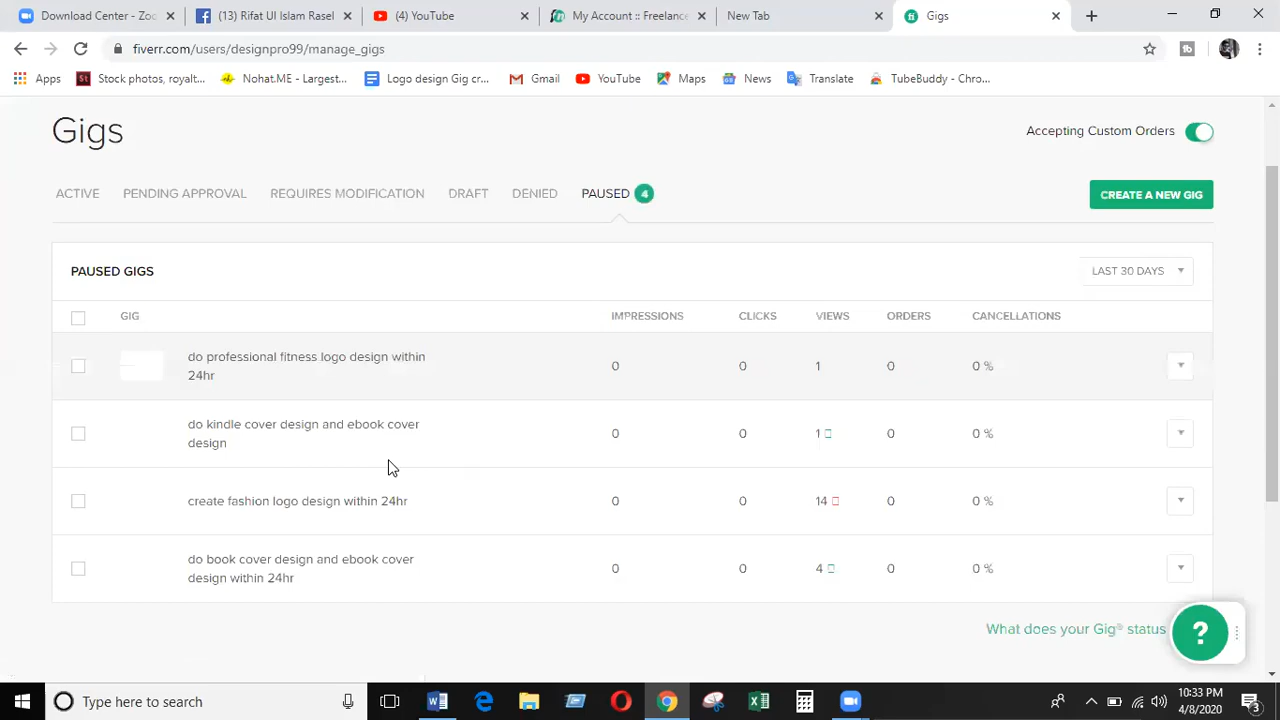 Download Center - Zoo
(13) Rifat Ul Islam Rasel
(4) YouTube
My Account :: Freelance
New Tab
Gigs
fiverr.com/users/designpro99/manage_gigs
Apps
Stock photos, royalt...
Nohat.ME - Largest...
Logo design Gig cr...
Gmail
YouTube
Maps
News
Translate
TubeBuddy - Chro...
Gigs
Accepting Custom Orders
ACTIVE
PENDING APPROVAL
REQUIRES MODIFICATION
DRAFT
DENIED
PAUSED 4
CREATE A NEW GIG
PAUSED GIGS
LAST 30 DAYS
GIG IMPRESSIONS CLICKS VIEWS ORDERS CANCELLATIONS
do professional fitness logo design within
24hr
0 0 1 0 0 %
do kindle cover design and ebook cover
design
0 0 1 0 0 %
create fashion logo design within 24hr
0 0 14 0 0 %
do book cover design and ebook cover
design within 24hr
0 0 4 0 0 %
What does your Gig® status
?
Type here to search
10:33 PM
4/8/2020
3